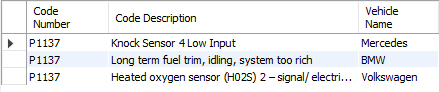 Code Number Code Description Vehicle Name
P1137 Knock Sensor 4 Low Input Mercedes
P1137 Long term fuel trim, idling, system too rich BMW
P1137 Heated oxygen sensor (H02S) 2 – signal/ electri... Volkswagen